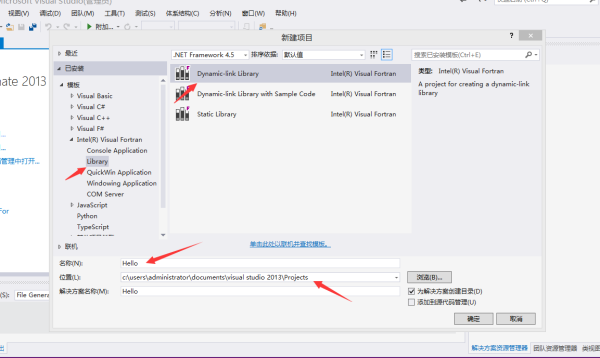 Microsoft Visual Studio(管理员)
视图(V) 调试(D) 团队(M) 工具(T) 测试(S) 体系结构(C) 分析(N) 窗口(W) 帮助(H)
附加...
mate 2013
管理中打开...
For
(S): File Genera
新建项目
最近
.NET Framework 4.5 排序依据: 默认值
搜索已安装模板(Ctrl+E)
已安装
模板
Visual Basic
Visual C#
Visual C++
Visual F#
Intel(R) Visual Fortran
Console Application
Library
QuickWin Application
Windowing Application
COM Server
JavaScript
Python
TypeScript
联机
Dynamic-link Library Intel(R) Visual Fortran
Dynamic-link Library with Sample Code Intel(R) Visual Fortran
Static Library Intel(R) Visual Fortran
类型: Intel(R) Visual Fortran
A project for creating a dynamic-link
library
单击此处以联机并查找模板。
名称(N): Hello
位置(L): c:\users\administrator\documents\visual studio 2013\Projects 浏览(B)...
解决方案名称(M): Hello
为解决方案创建目录(D)
添加到源代码管理(U)
确定 取消
解决方案资源管理器 团队资源管理器 类视图